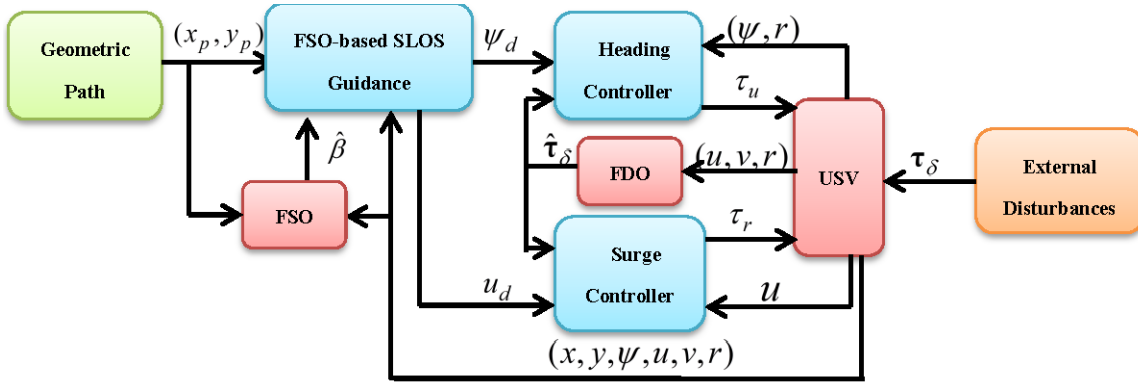 Geometric
Path
(x_p, y_p)
FSO-based SLOS
Guidance
ψ_d
Heading
Controller
(ψ, r)
τ_u
β̂
FSO
τ̂_δ
FDO
(u, v, r)
USV
τ_δ
External
Disturbances
τ_r
u_d
Surge
Controller
u
(x, y, ψ, u, v, r)